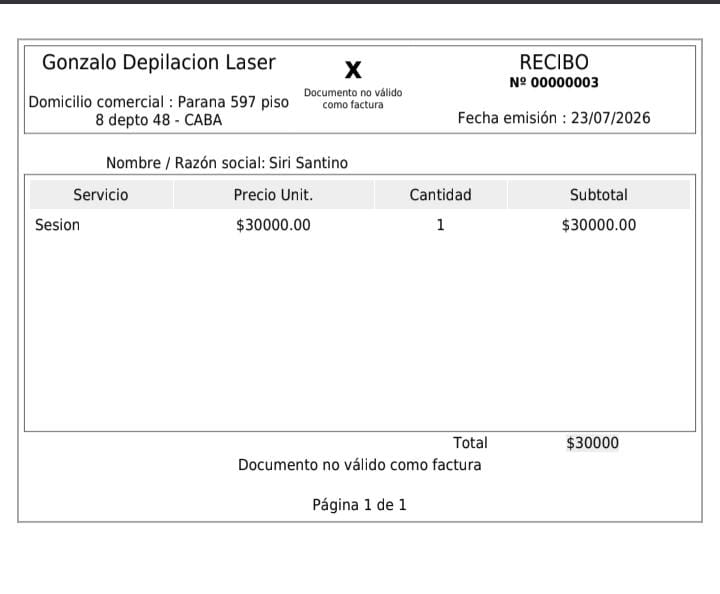 Gonzalo Depilacion Laser
X
RECIBO
Nº 00000003
Documento no válido
como factura
Domicilio comercial : Parana 597 piso
8 depto 48 - CABA
Fecha emisión : 23/07/2026
Nombre / Razón social: Siri Santino
Servicio Precio Unit. Cantidad Subtotal
Sesion $30000.00 1 $30000.00
Total $30000
Documento no válido como factura
Página 1 de 1